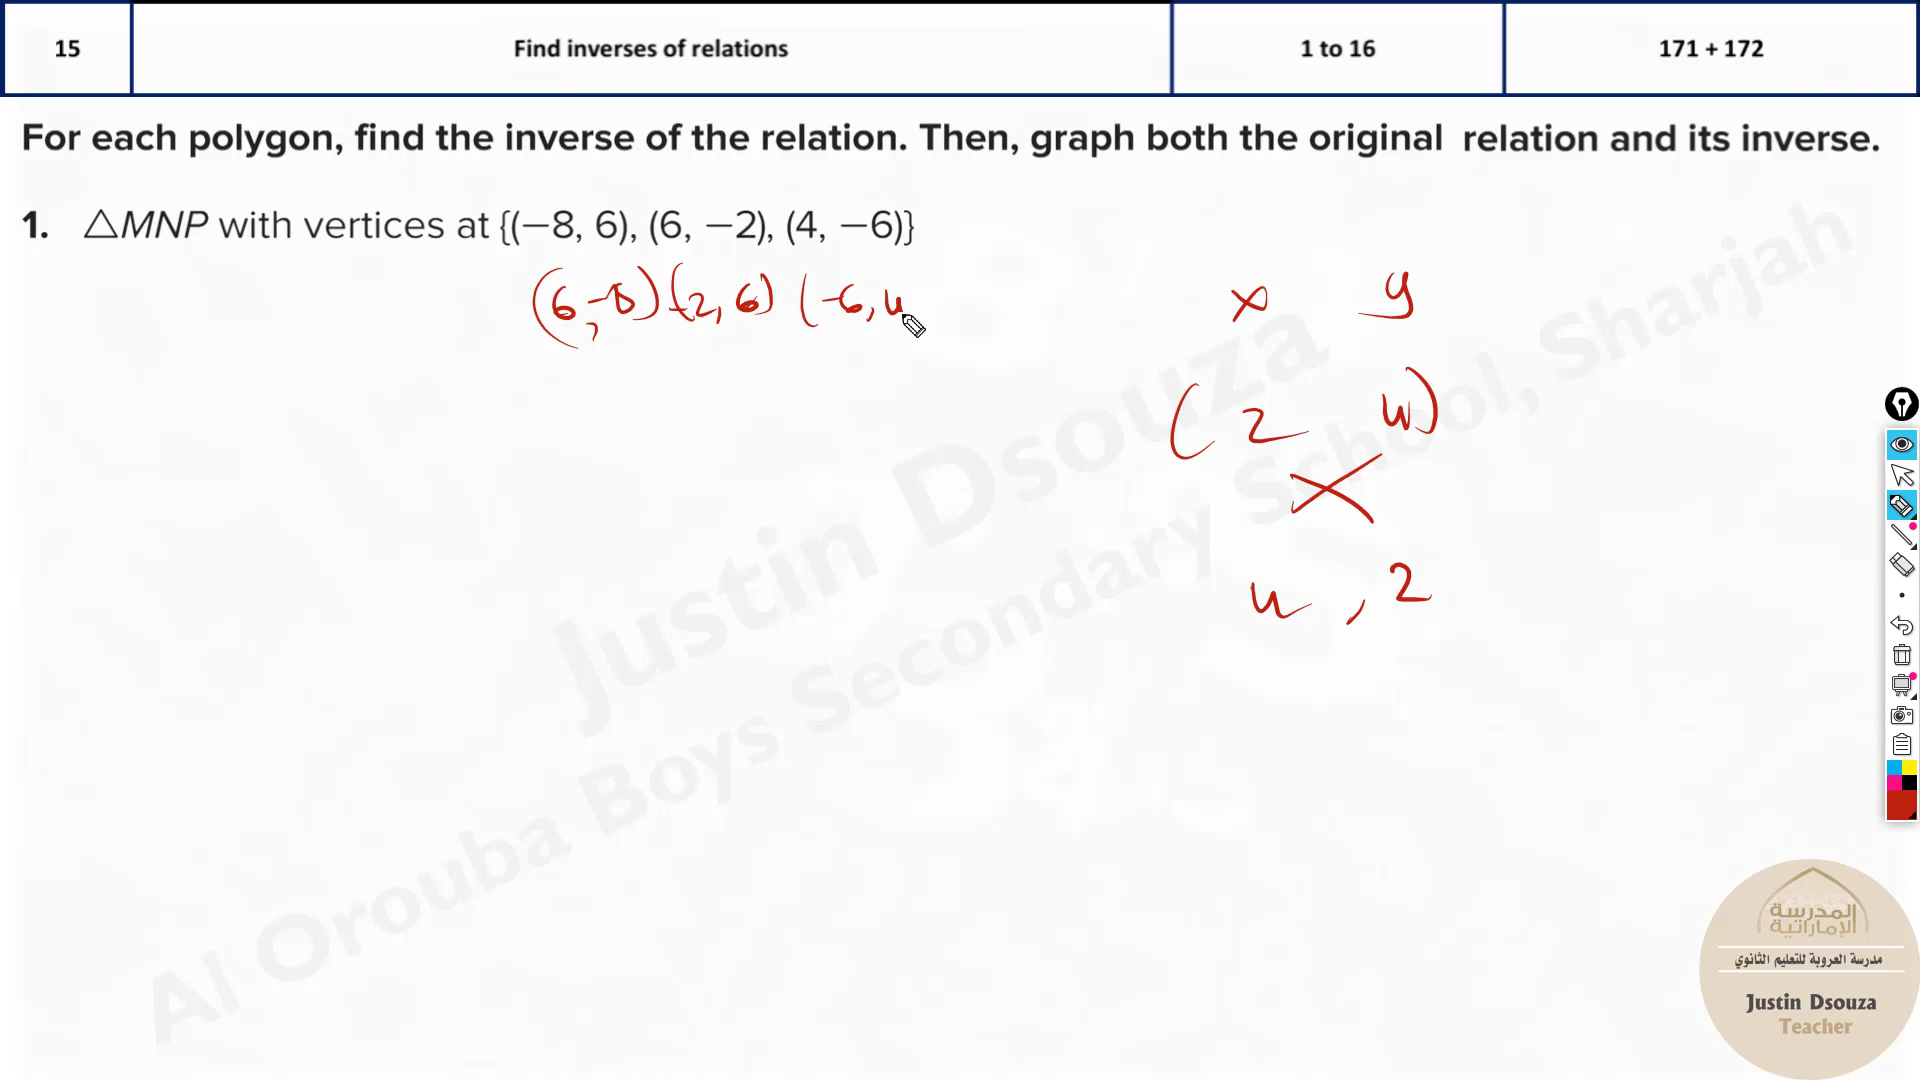 15 Find inverses of relations 1 to 16 171 + 172
For each polygon, find the inverse of the relation. Then, graph both the original relation and its inverse.
1. △MNP with vertices at {(−8, 6), (6, −2), (4, −6)}
(6, -8) (-2, 6) (-6, 4
x y
(2 4)
4 , 2
Justin Dsouza
Al Orouba Boys Secondary School, Sharjah
المدرسة
الإماراتية
مدرسة العروبة للتعليم الثانوي
Justin Dsouza
Teacher